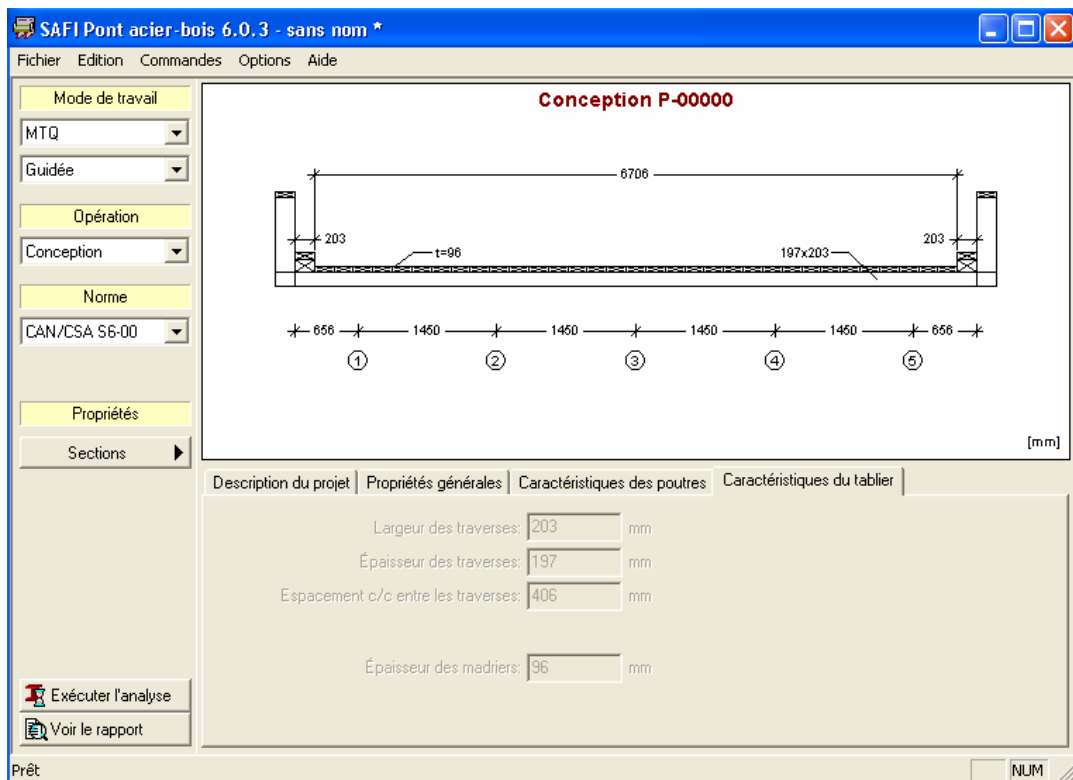 SAFI Pont acier-bois 6.0.3 - sans nom *
Fichier Edition Commandes Options Aide
Mode de travail
MTQ
Guidée
Opération
Conception
Norme
CAN/CSA S6-00
Propriétés
Sections
Exécuter l'analyse
Voir le rapport
Conception P-00000
6706
203 203
t=96 197x203
656 1450 1450 1450 1450 656
1 2 3 4 5
[mm]
Description du projet Propriétés générales Caractéristiques des poutres Caractéristiques du tablier
Largeur des traverses: 203 mm
Épaisseur des traverses: 197 mm
Espacement c/c entre les traverses: 406 mm
Épaisseur des madriers: 96 mm
Prêt NUM